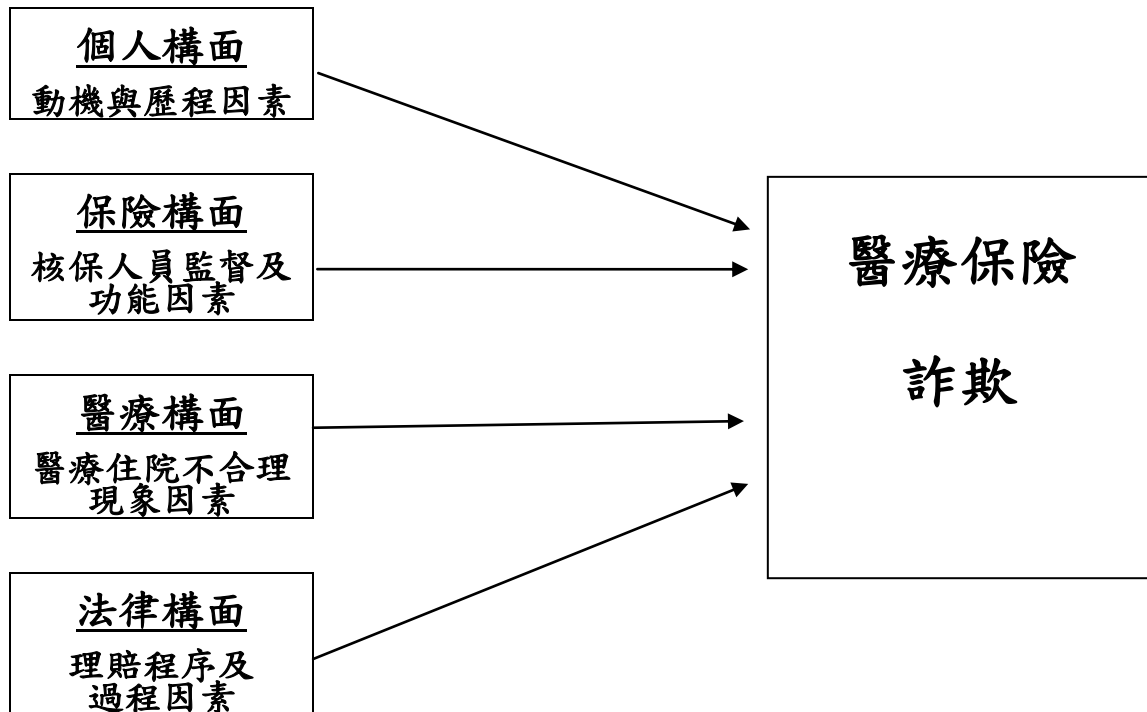 個人構面
動機與歷程因素
保險構面
核保人員監督及
功能因素
醫療構面
醫療住院不合理
現象因素
法律構面
理賠程序及
過程因素
醫療保險
詐欺